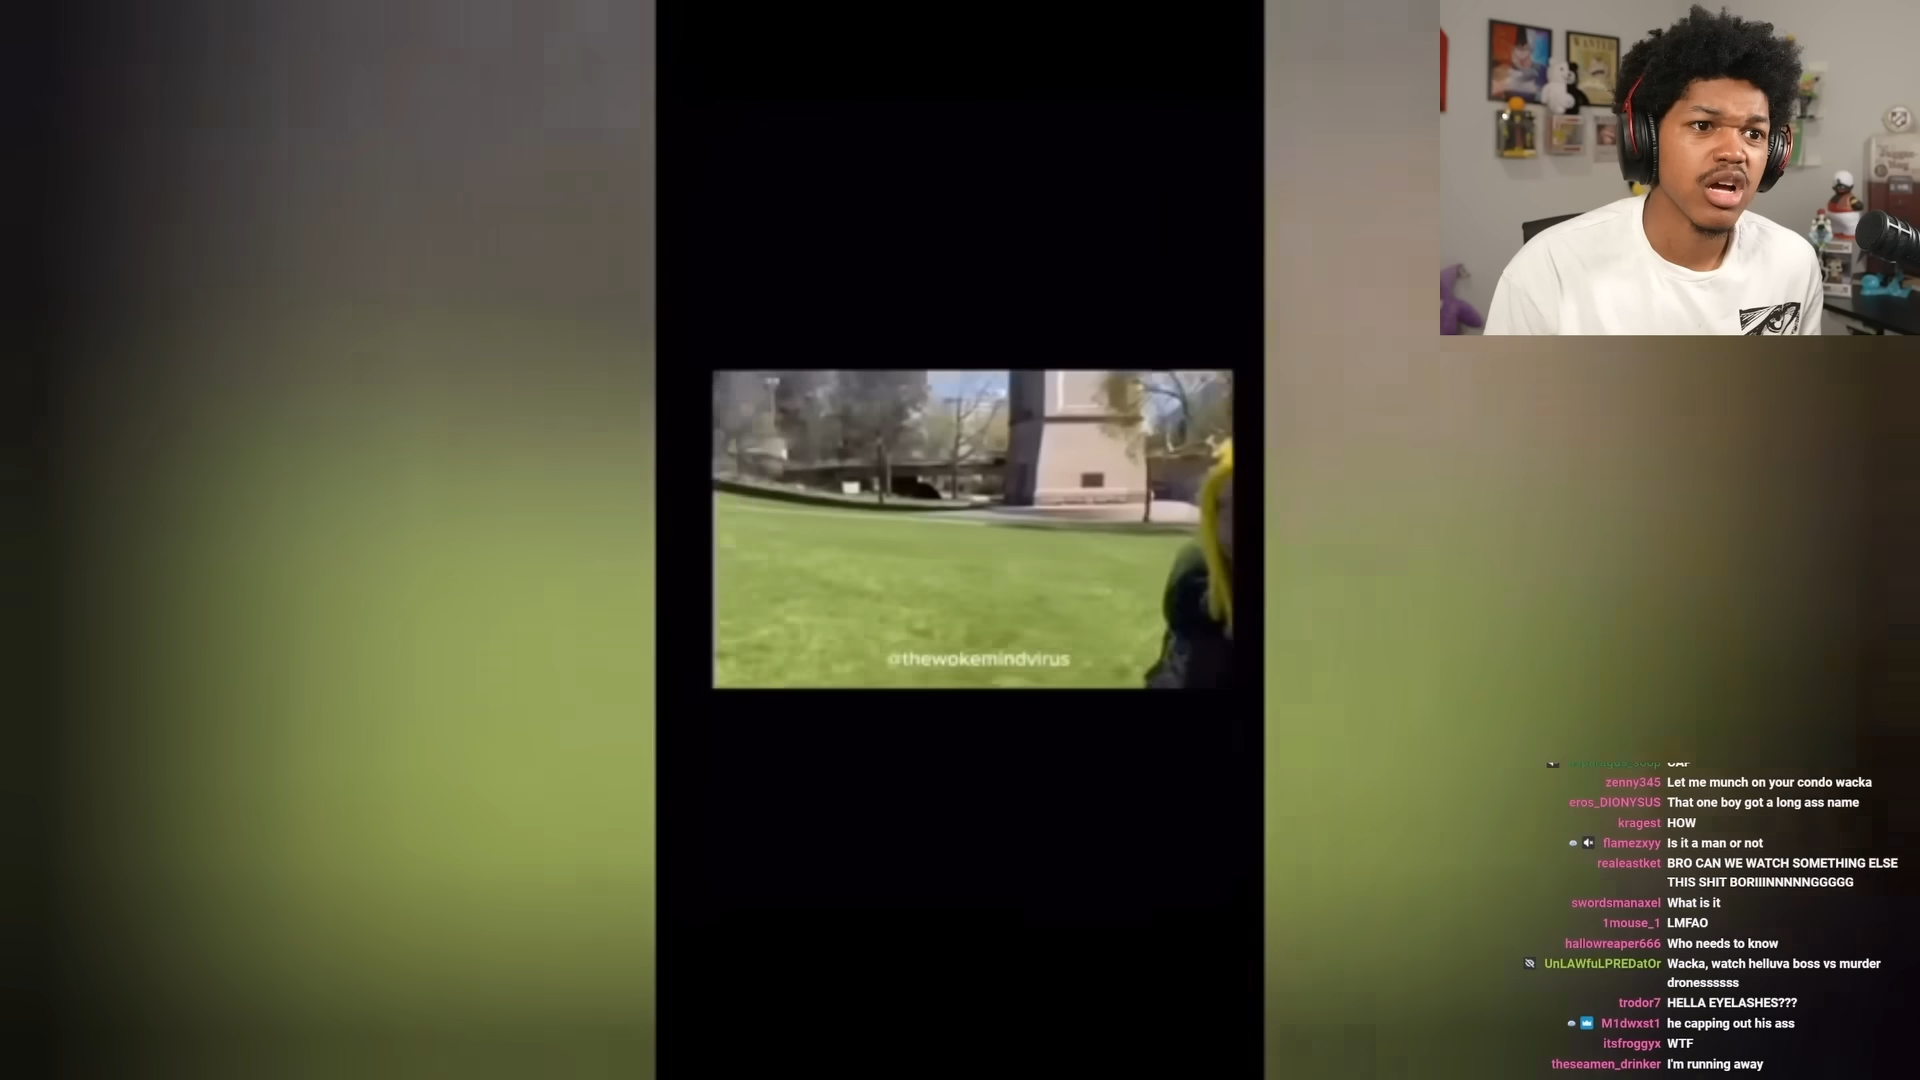 WANTED
@thewokemindvirus
CAP
zenny345 Let me munch on your condo wacka
eros_DIONYSUS That one boy got a long ass name
kragest HOW
flamezxyy Is it a man or not
realeastket BRO CAN WE WATCH SOMETHING ELSE
THIS SHIT BORIIINNNNNGGGGG
swordsmanaxel What is it
1mouse_1 LMFAO
hallowreaper666 Who needs to know
UnLAWfuLPREDatOr Wacka, watch helluva boss vs murder
dronessssss
trodor7 HELLA EYELASHES???
M1dwxst1 he capping out his ass
itsfroggyx WTF
theseamen_drinker I'm running away